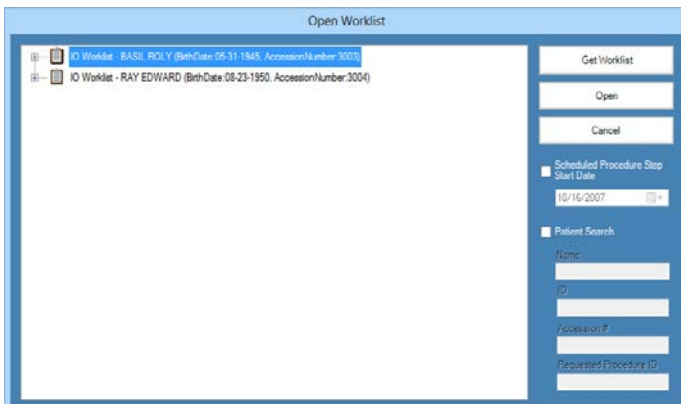 Open Worklist
IO Worklist - BASIL ROLY (BirthDate:05-31-1945, AccessionNumber:3003)
IO Worklist - RAY EDWARD (BirthDate:08-23-1950, AccessionNumber:3004)
Get Worklist
Open
Cancel
Scheduled Procedure Step
Start Date
10/16/2007
Patient Search
Name
ID
Accession #
Requested Procedure ID